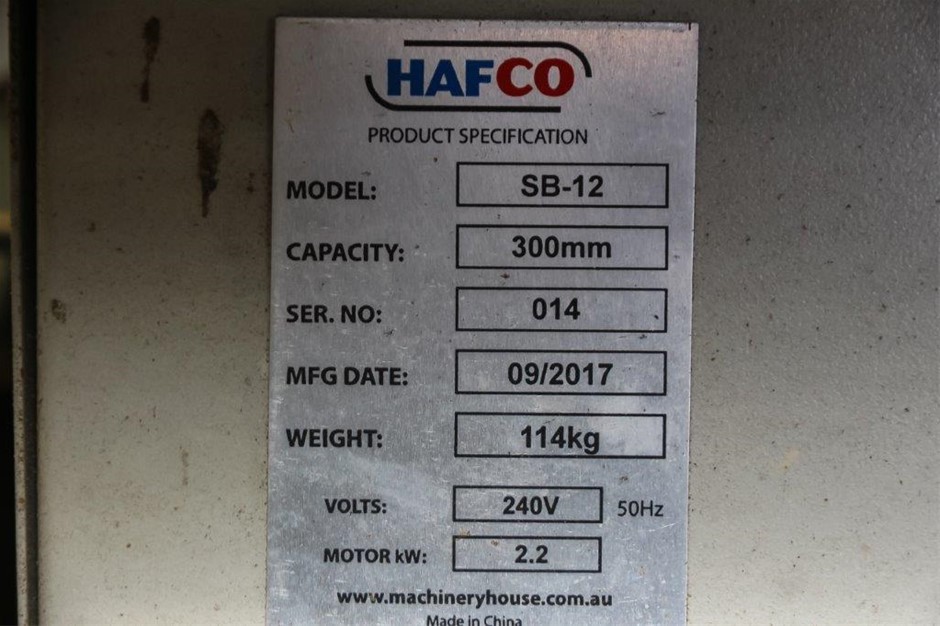 HAFCO
PRODUCT SPECIFICATION
MODEL: SB-12
CAPACITY: 300mm
SER. NO: 014
MFG DATE: 09/2017
WEIGHT: 114kg
VOLTS: 240V 50Hz
MOTOR kW: 2.2
www.machineryhouse.com.au
Made in China